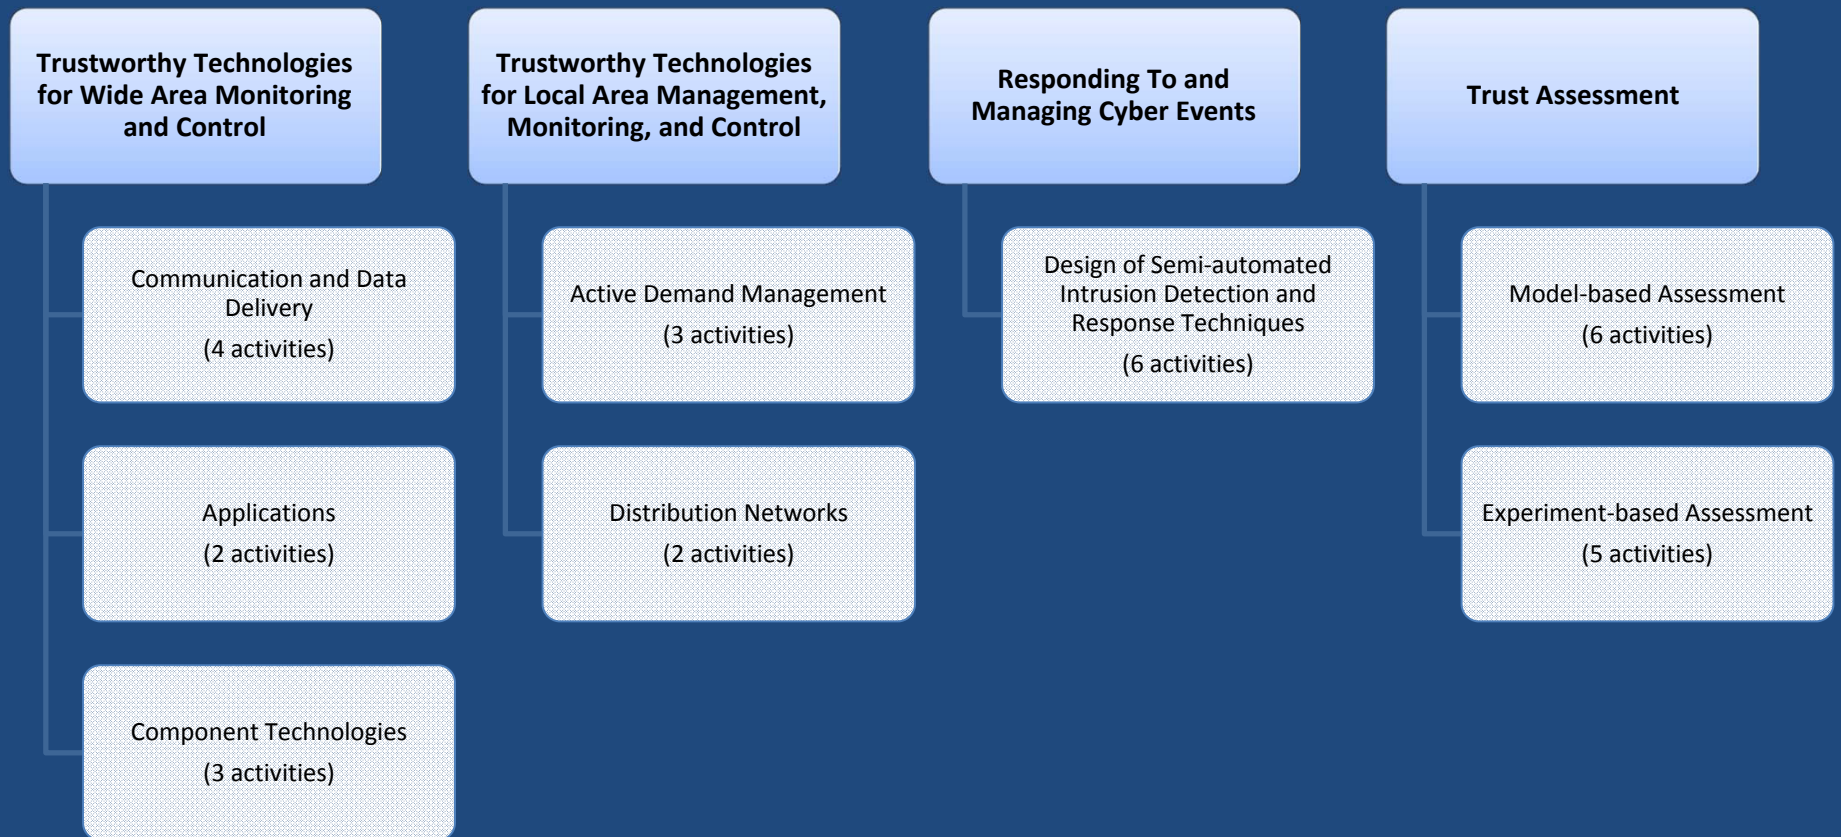 Trustworthy Technologies
for Wide Area Monitoring
and Control
Communication and Data
Delivery
(4 activities)
Applications
(2 activities)
Component Technologies
(3 activities)
Trustworthy Technologies
for Local Area Management,
Monitoring, and Control
Active Demand Management
(3 activities)
Distribution Networks
(2 activities)
Responding To and
Managing Cyber Events
Design of Semi-automated
Intrusion Detection and
Response Techniques
(6 activities)
Trust Assessment
Model-based Assessment
(6 activities)
Experiment-based Assessment
(5 activities)